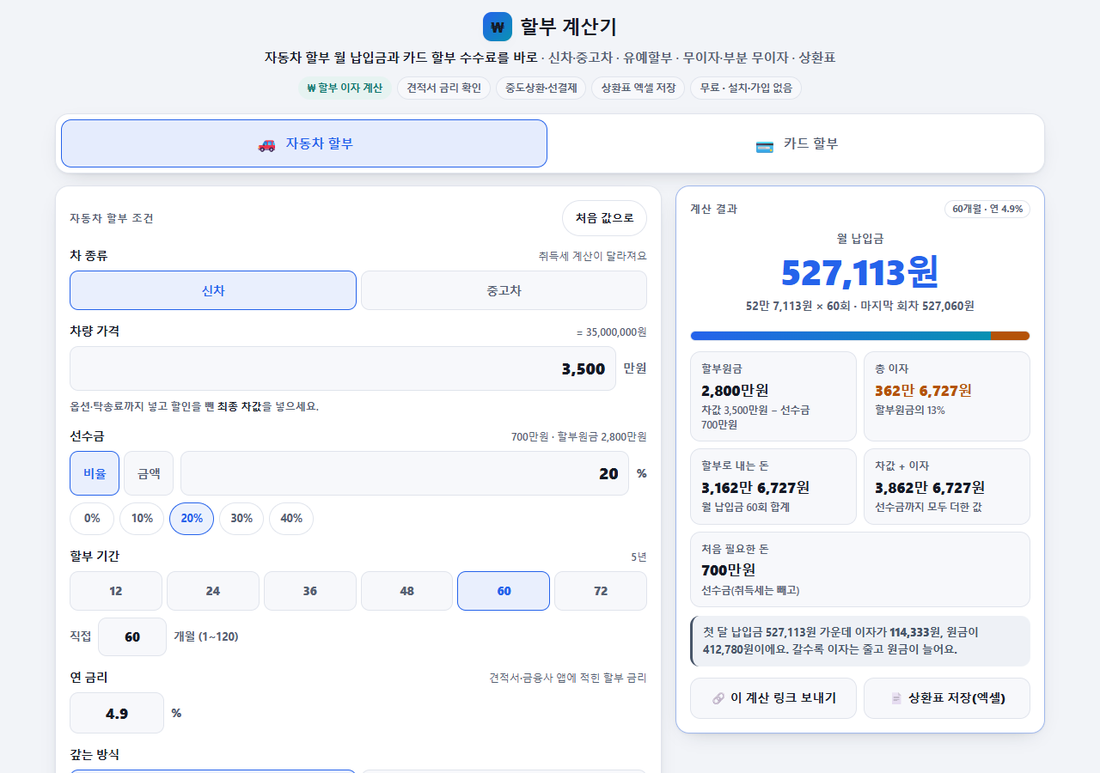 ₩ 할부 계산기
자동차 할부 월 납입금과 카드 할부 수수료를 바로 · 신차·중고차 · 유예할부 · 무이자·부분 무이자 · 상환표
₩ 할부 이자 계산
견적서 금리 확인
중도상환·선결제
상환표 엑셀 저장
무료 · 설치·가입 없음
자동차 할부
카드 할부
자동차 할부 조건
처음 값으로
차 종류
취득세 계산이 달라져요
신차
중고차
차량 가격
= 35,000,000원
3,500 만원
옵션·탁송료까지 넣고 할인을 뺀 최종 차값을 넣으세요.
선수금
700만원 · 할부원금 2,800만원
비율
금액
20 %
0%
10%
20%
30%
40%
할부 기간
5년
12
24
36
48
60
72
직접 60 개월 (1~120)
연 금리
견적서·금융사 앱에 적힌 할부 금리
4.9 %
갚는 방식
계산 결과
60개월 · 연 4.9%
월 납입금
527,113원
52만 7,113원 × 60회 · 마지막 회차 527,060원
할부원금
2,800만원
차값 3,500만원 − 선수금
700만원
총 이자
362만 6,727원
할부원금의 13%
할부로 내는 돈
3,162만 6,727원
월 납입금 60회 합계
차값 + 이자
3,862만 6,727원
선수금까지 모두 더한 값
처음 필요한 돈
700만원
선수금(취득세는 빼고)
첫 달 납입금 527,113원 가운데 이자가 114,333원, 원금이
412,780원이에요. 갈수록 이자는 줄고 원금이 늘어요.
이 계산 링크 보내기
상환표 저장(엑셀)